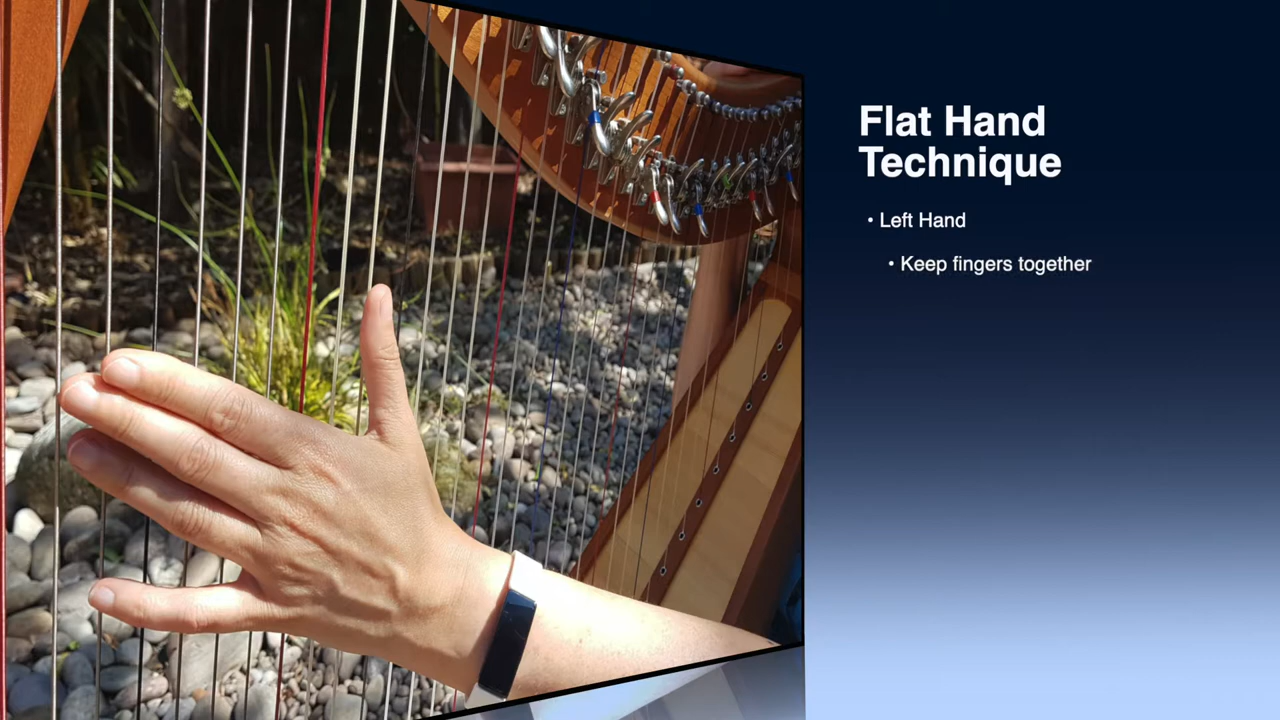 Flat Hand
Technique
• Left Hand
• Keep fingers together